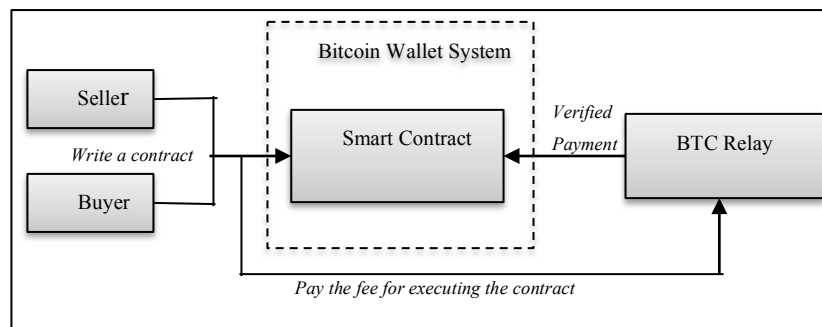 Bitcoin Wallet System
Seller
Smart Contract
Verified
Payment
BTC Relay
Write a contract
Buyer
Pay the fee for executing the contract